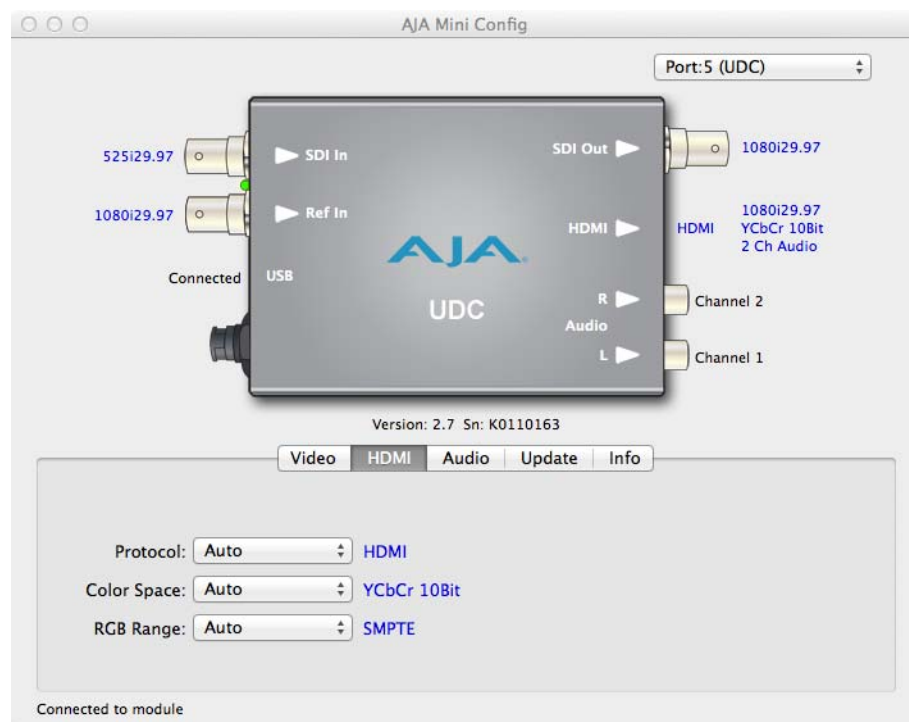 AJA Mini Config
Port:5 (UDC)
525i29.97
SDI In
SDI Out
1080i29.97
1080i29.97
Ref In
HDMI
HDMI
1080i29.97
YCbCr 10Bit
2 Ch Audio
AJA
Connected
USB
UDC
R
Channel 2
Audio
L
Channel 1
Version: 2.7 Sn: K0110163
Video HDMI Audio Update Info
Protocol: Auto HDMI
Color Space: Auto YCbCr 10Bit
RGB Range: Auto SMPTE
Connected to module